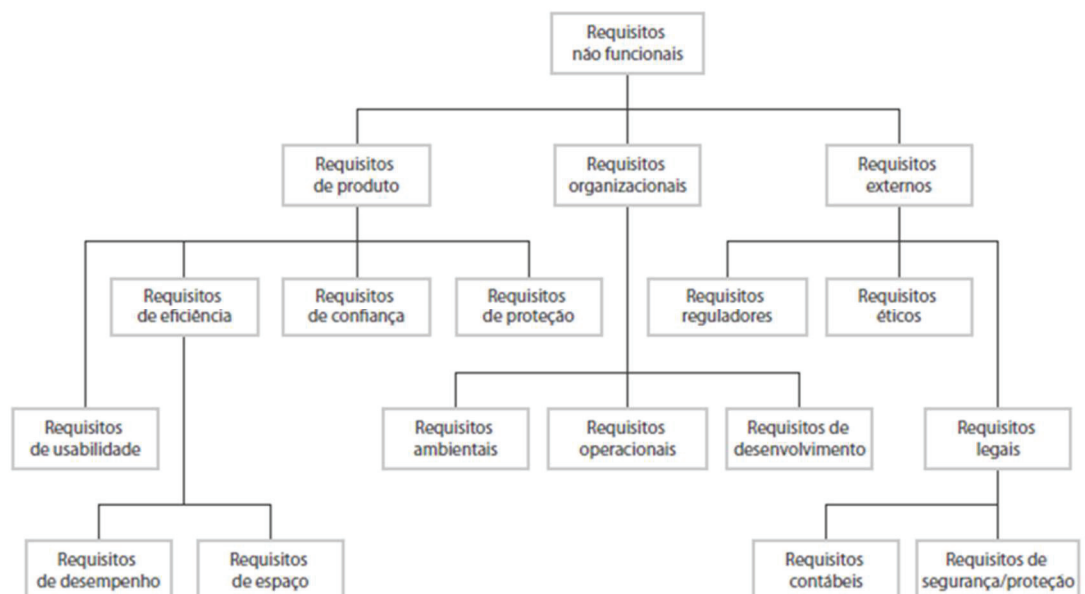 Requisitos
não funcionais
Requisitos
de produto
Requisitos
organizacionais
Requisitos
externos
Requisitos
de eficiência
Requisitos
de confiança
Requisitos
de proteção
Requisitos
reguladores
Requisitos
éticos
Requisitos
de usabilidade
Requisitos
ambientais
Requisitos
operacionais
Requisitos de
desenvolvimento
Requisitos
legais
Requisitos
de desempenho
Requisitos
de espaço
Requisitos
contábeis
Requisitos de
segurança/proteção